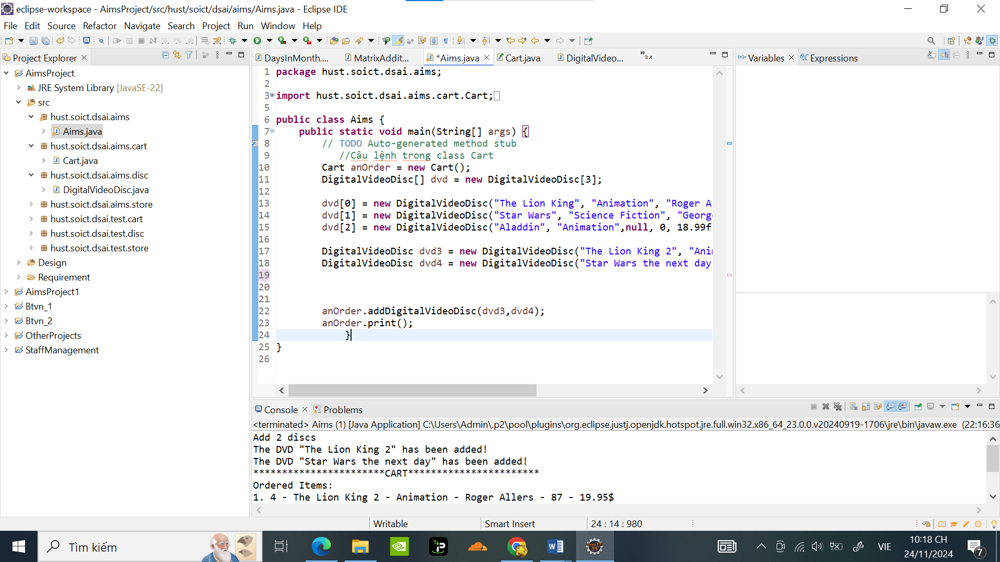 eclipse-workspace - AimsProject/src/hust/soict/dsai/aims/Aims.java - Eclipse IDE
File Edit Source Refactor Navigate Search Project Run Window Help
Project Explorer
AimsProject
JRE System Library [JavaSE-22]
src
hust.soict.dsai.aims
Aims.java
hust.soict.dsai.aims.cart
Cart.java
hust.soict.dsai.aims.disc
DigitalVideoDisc.java
hust.soict.dsai.aims.store
hust.soict.dsai.test.cart
hust.soict.dsai.test.disc
hust.soict.dsai.test.store
Design
Requirement
AimsProject1
Btvn_1
Btvn_2
OtherProjects
StaffManagement
DaysInMonth.... MatrixAddit... *Aims.java Cart.java DigitalVideo... »34
1 package hust.soict.dsai.aims;
2
3 import hust.soict.dsai.aims.cart.Cart;
5
6 public class Aims {
7 public static void main(String[] args) {
8 // TODO Auto-generated method stub
9 //Câu lệnh trong class Cart
10 Cart anOrder = new Cart();
11 DigitalVideoDisc[] dvd = new DigitalVideoDisc[3];
12
13 dvd[0] = new DigitalVideoDisc("The Lion King", "Animation", "Roger A
14 dvd[1] = new DigitalVideoDisc("Star Wars", "Science Fiction", "Georg
15 dvd[2] = new DigitalVideoDisc("Aladdin", "Animation",null, 0, 18.99f
16
17 DigitalVideoDisc dvd3 = new DigitalVideoDisc("The Lion King 2", "Ani
18 DigitalVideoDisc dvd4 = new DigitalVideoDisc("Star Wars the next day
19
20
21
22 anOrder.addDigitalVideoDisc(dvd3,dvd4);
23 anOrder.print();
24 }
25 }
26
Variables Expressions
Console Problems
<terminated> Aims (1) [Java Application] C:\Users\Admin\.p2\pool\plugins\org.eclipse.justj.openjdk.hotspot.jre.full.win32.x86_64_23.0.0.v20240919-1706\jre\bin\javaw.exe (22:16:36
Add 2 discs
The DVD "The Lion King 2" has been added!
The DVD "Star Wars the next day" has been added!
***********************CART***********************
Ordered Items:
1. 4 - The Lion King 2 - Animation - Roger Allers - 87 - 19.95$
Writable Smart Insert 24 : 14 : 980
Tìm kiếm
VIE
10:18 CH
24/11/2024
7